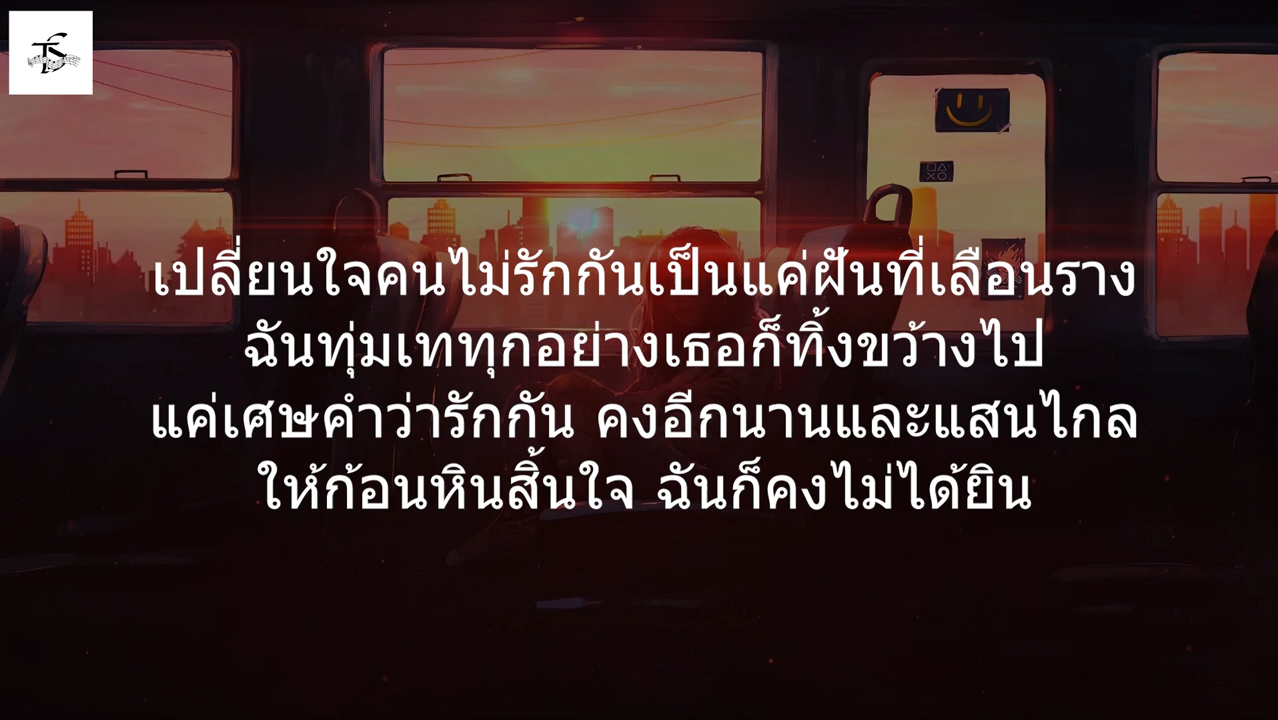 เปลี่ยนใจคนไม่รักกันเป็นแค่ฝันที่เลือนราง
ฉันทุ่มเททุกอย่างเธอก็ทิ้งขว้างไป
แค่เศษคำว่ารักกัน คงอีกนานและแสนไกล
ให้ก้อนหินสิ้นใจ ฉันก็คงไม่ได้ยิน